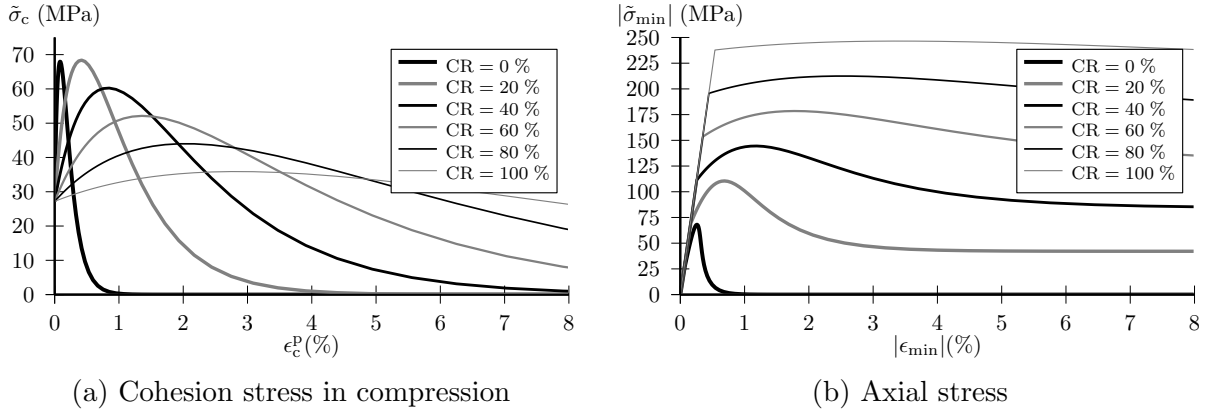 σ̃c (MPa)
70
60
50
40
30
20
10
0
0 1 2 3 4 5 6 7 8
ϵcp(%)
CR = 0 %
CR = 20 %
CR = 40 %
CR = 60 %
CR = 80 %
CR = 100 %
(a) Cohesion stress in compression
|σ̃min| (MPa)
250
225
200
175
150
125
100
75
50
25
0
0 1 2 3 4 5 6 7 8
|ϵmin|(%)
CR = 0 %
CR = 20 %
CR = 40 %
CR = 60 %
CR = 80 %
CR = 100 %
(b) Axial stress